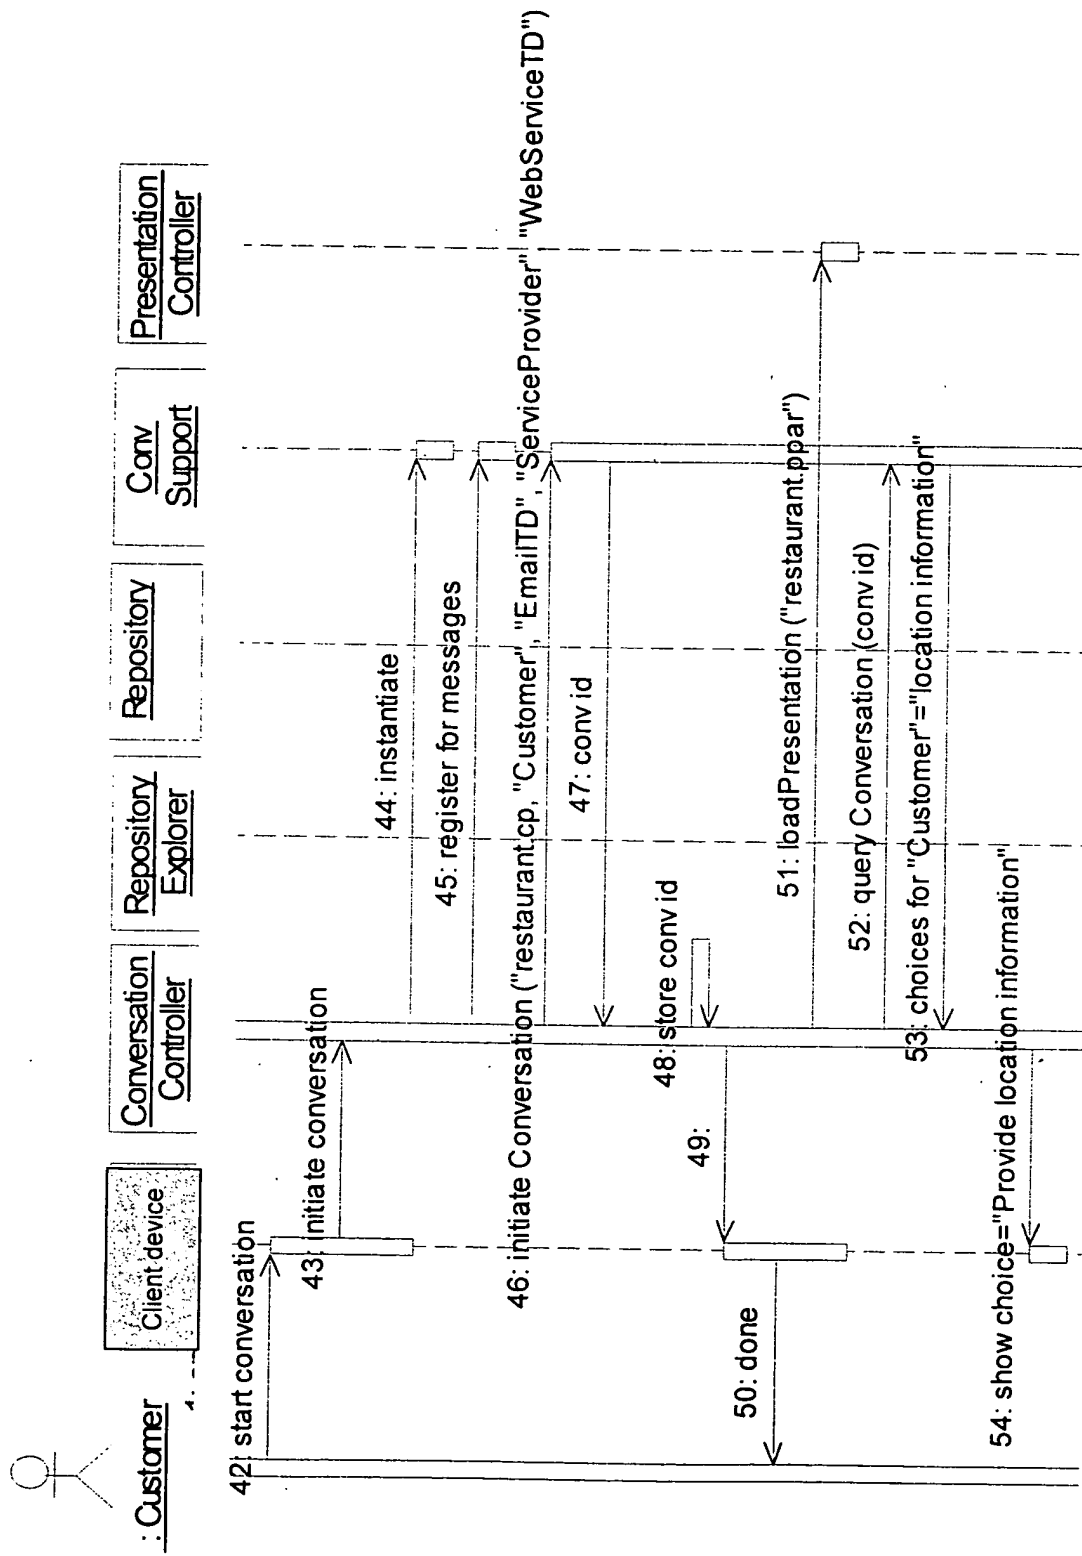 : Customer
Client device
Conversation
Controller
Repository
Explorer
Repository
Conv
Support
Presentation
Controller
42: start conversation
43: initiate conversation
44: instantiate
45: register for messages
46: initiate Conversation ("restaurant.cp, "Customer", "EmailTD", "ServiceProvider", "WebServiceTD")
47: conv id
48: store conv id
49:
50: done
51: loadPresentation ("restaurant.ppar")
52: query Conversation (conv id)
53: choices for "Customer"="location information"
54: show choice="Provide location information"